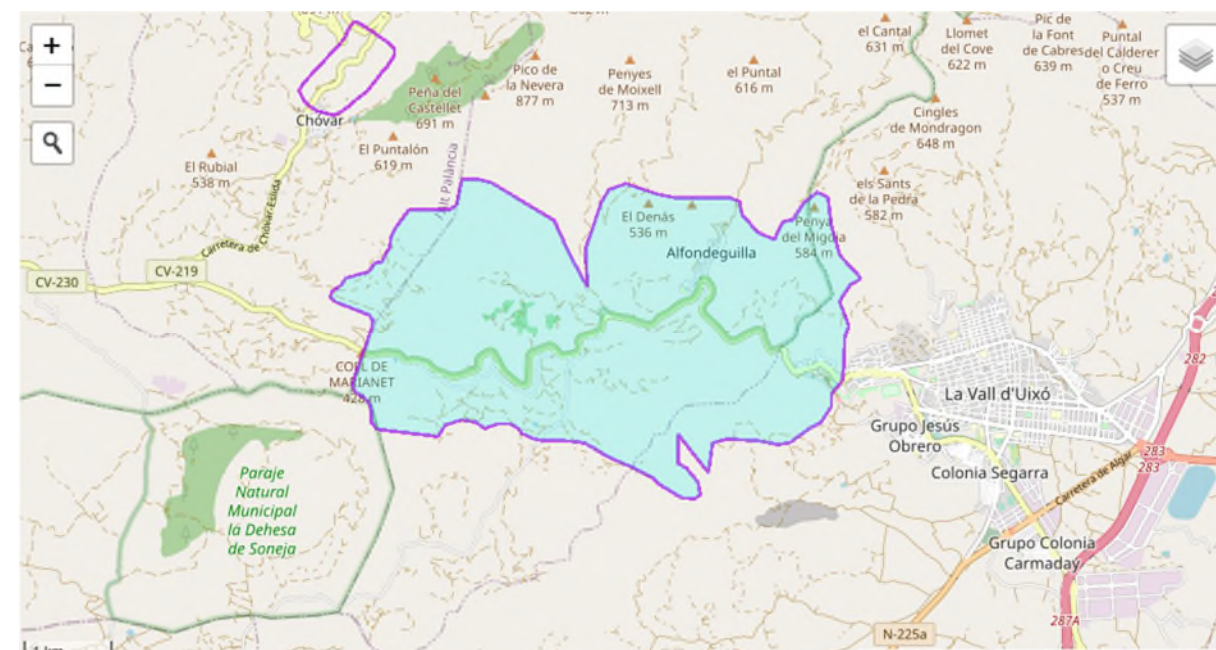 +
−
el Cantal
631 m
Llomet
del Cove
622 m
Pic de
la Font
de Cabres
639 m
Puntal
del Calderer
o Creu
de Ferro
537 m
Pico de
la Nevera
877 m
Penyes
de Moixell
713 m
el Puntal
616 m
Peña del
Castellet
691 m
Chóvar
El Puntalón
619 m
Cingles
de Mondragon
648 m
El Rubial
538 m
els Sants
de la Pedra
582 m
Alt Palància
El Denás
536 m
Penya
del Migdia
584 m
Carretera de Chóvar-Eslida
Alfondeguilla
CV-219
CV-230
282
COLL DE
MARIANET
428 m
La Vall d'Uixó
Grupo Jesús
Obrero
283
283
Colonia Segarra
Carretera de Algar
Paraje
Natural
Municipal
la Dehesa
de Soneja
Grupo Colonia
Carmaday
287A
N-225a